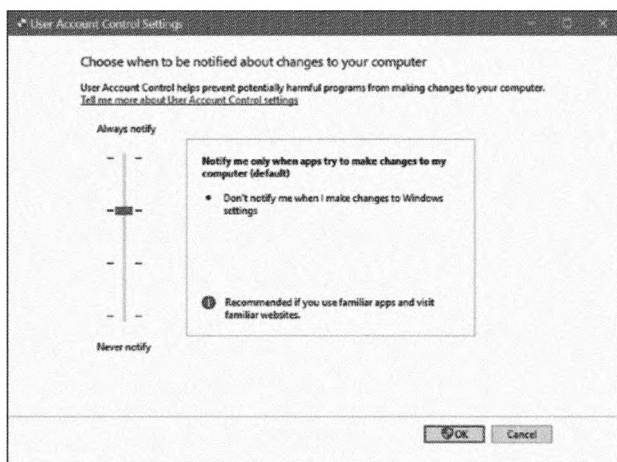 User Account Control Settings
Choose when to be notified about changes to your computer
User Account Control helps prevent potentially harmful programs from making changes to your computer.
Tell me more about User Account Control settings
Always notify
Notify me only when apps try to make changes to my
computer (default)
• Don't notify me when I make changes to Windows
settings
Recommended if you use familiar apps and visit
familiar websites.
Never notify
OK
Cancel